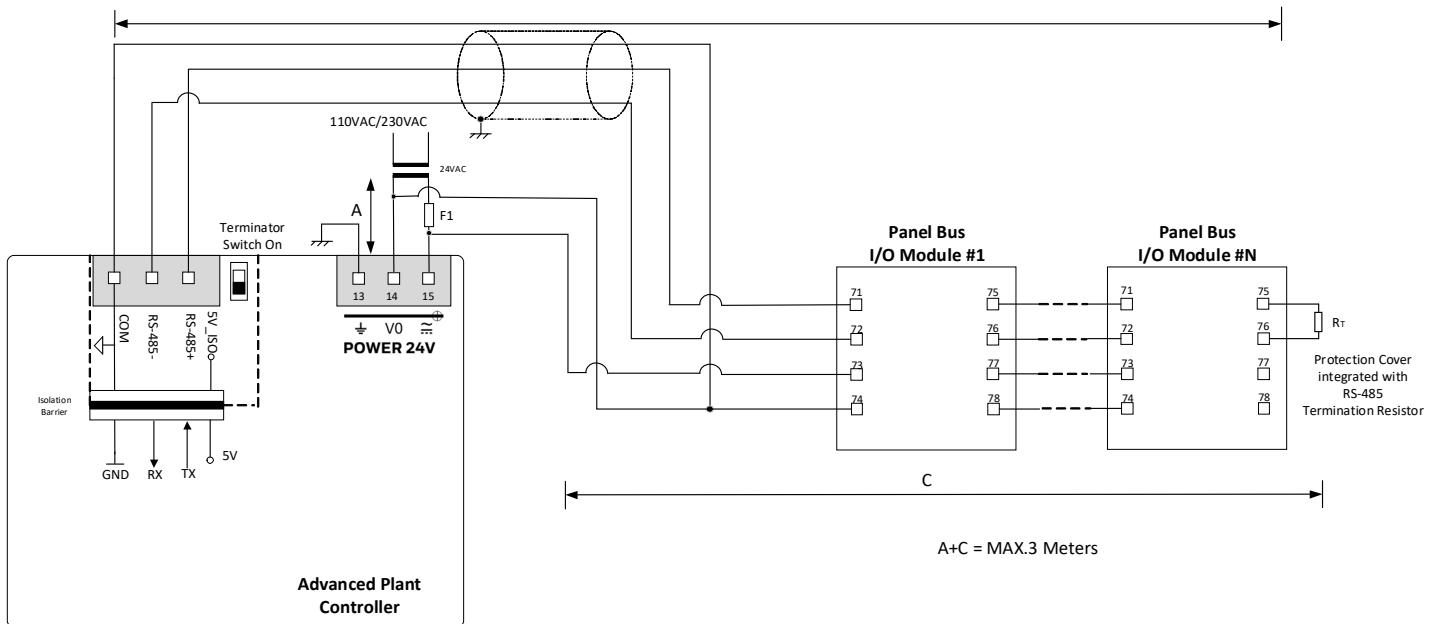 110VAC/230VAC
24VAC
A
F1
Terminator
Switch On
13
14
15
V0
POWER 24V
COM
RS-485-
RS-485+
5V_ISO
Isolation
Barrier
GND
RX
TX
5V
Advanced Plant
Controller
Panel Bus
I/O Module #1
71
72
73
74
75
76
77
78
Panel Bus
I/O Module #N
71
72
73
74
75
76
77
78
RT
Protection Cover
integrated with
RS-485
Termination Resistor
C
A+C = MAX.3 Meters